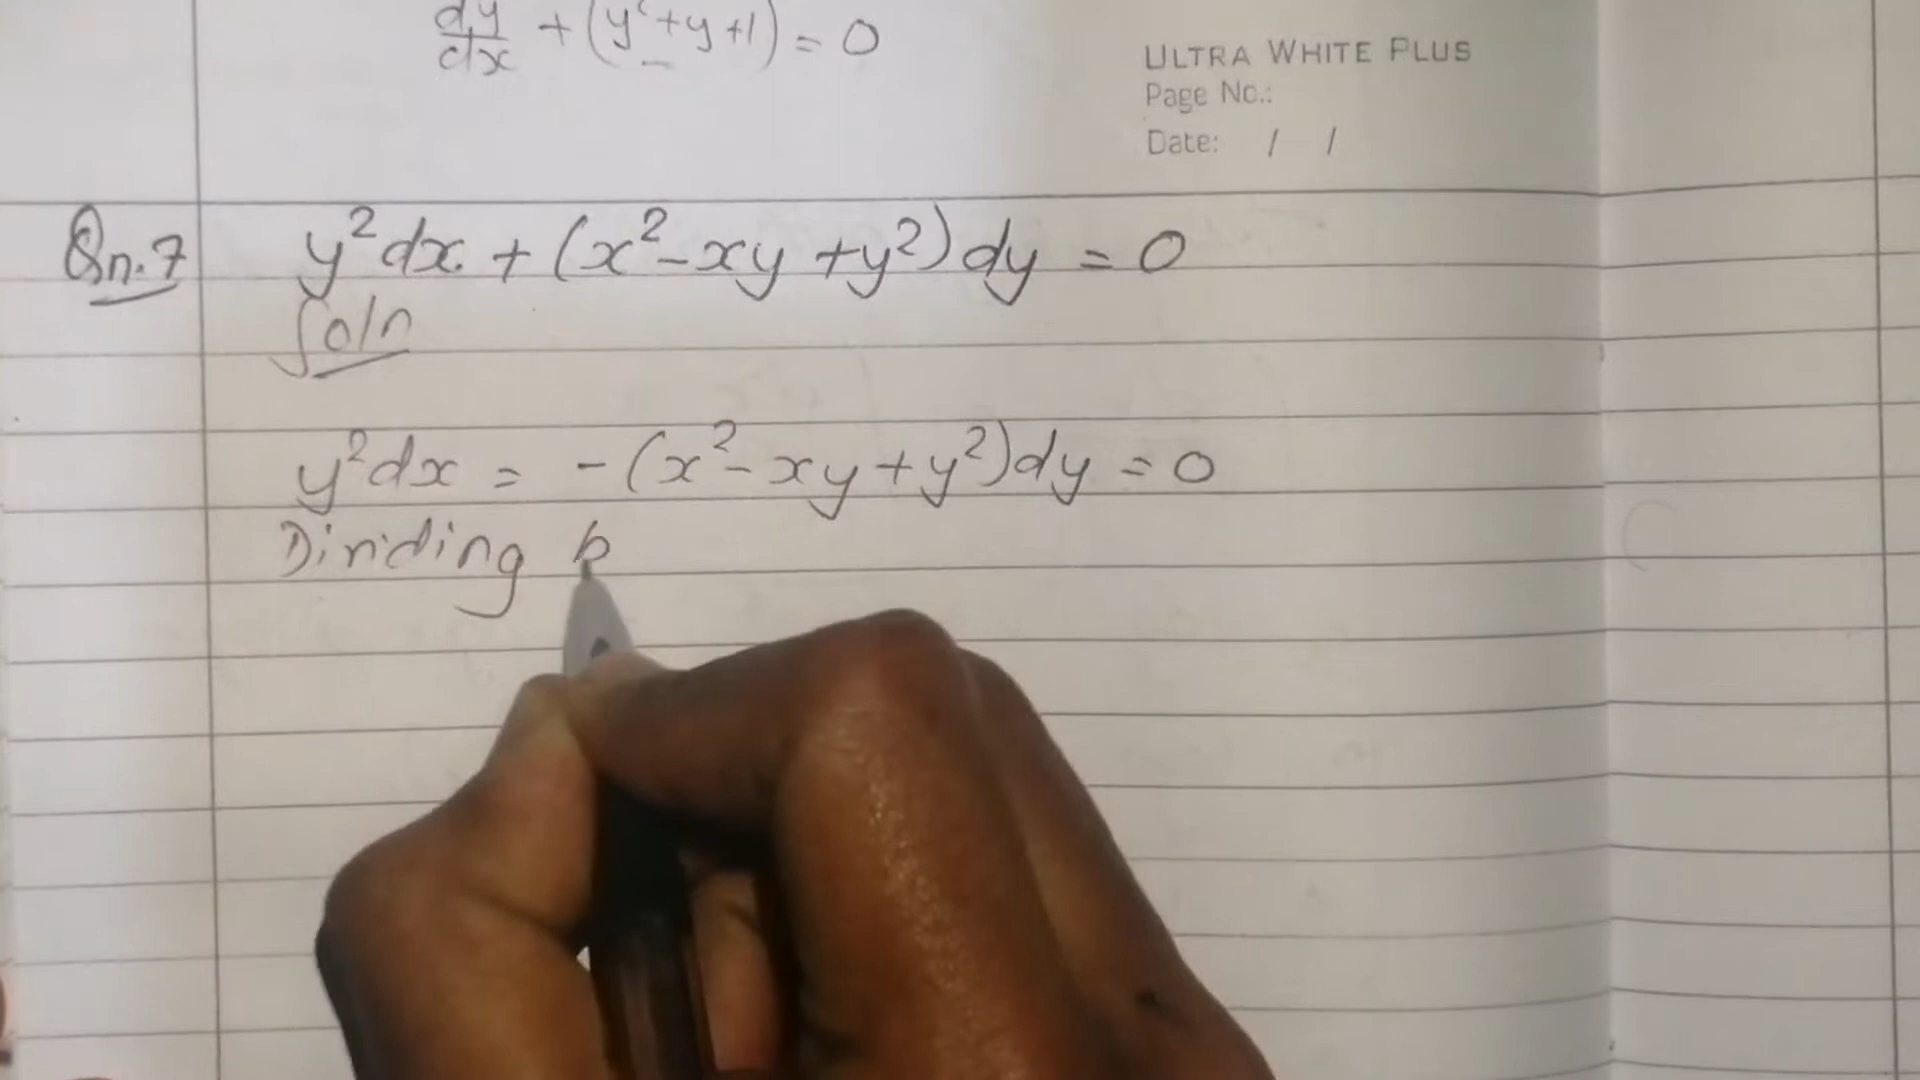 dy/dx + (y²+y+1) = 0
ULTRA WHITE PLUS
Page No.:
Date: / /
Qn.7 y²dx + (x²-xy+y²)dy = 0
Soln
y²dx = -(x²-xy+y²)dy = 0
Dividing b